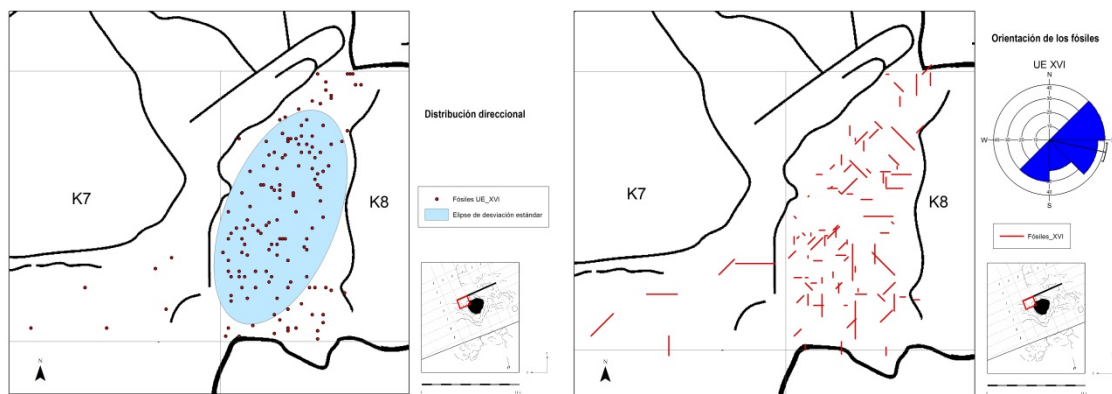 K7
K8
N
Distribución direccional
Fósiles UE_XVI
Elipse de desviación estándar
K7
K8
N
Orientación de los fósiles
UE XVI
N
W
S
Fósiles_XVI